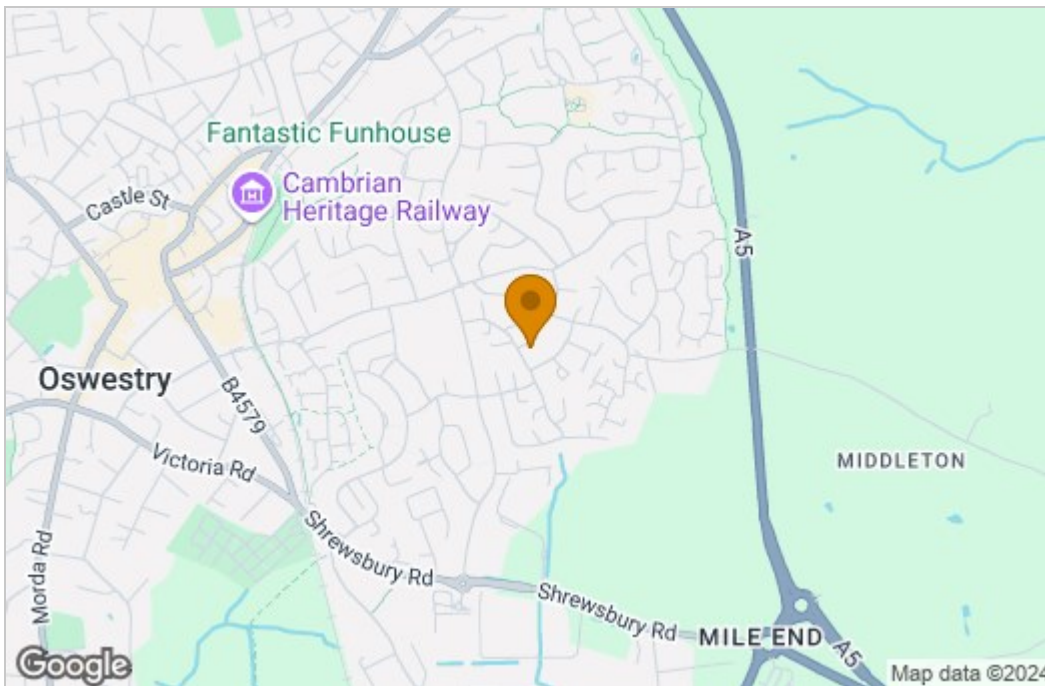 Fantastic Funhouse
Cambrian
Heritage Railway
Castle St
A5
Oswestry
B4579
Victoria Rd
MIDDLETON
Shrewsbury Rd
Morda Rd
Shrewsbury Rd
MILE END
A5
Google
Map data ©2024